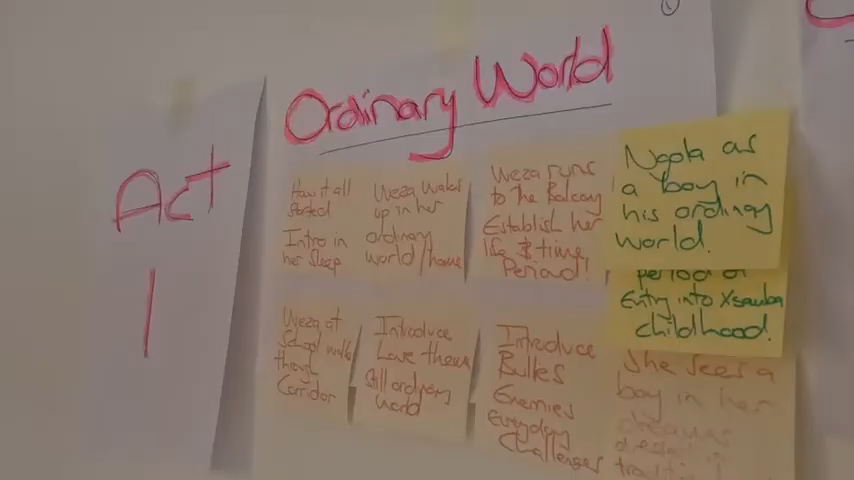 Act
1
Ordinary World
How it all
started
Intro in
her sleep
Weza wakes
up in her
ordinary
world/home
Weza runs
to The Balcony
Establish her
life & time
Period!
Ngola as
a boy in
his ordinary
world.
period of
Entry into
childhood.
Weza at
School walks
through
Corridor
Introduce
Love theme
Still ordinary
world
Introduce
Bullies
Enemies
Everyday
Challenges
She sees a
boy in her
dressed in